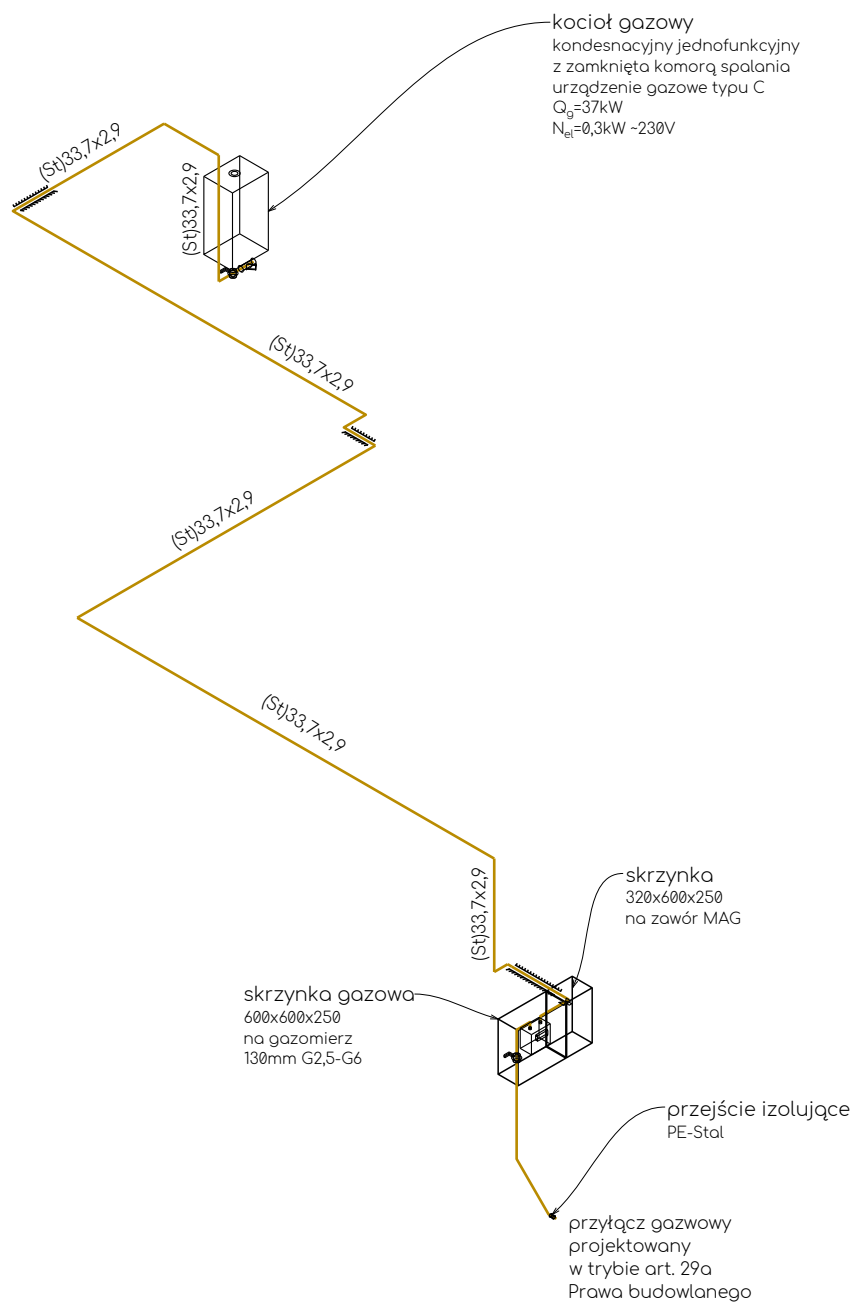 kocioł gazowy
kondesnacyjny jednofunkcyjny
z zamknięta komorą spalania
urządzenie gazowe typu C
Qg=37kW
Nel=0,3kW ~230V
(St)33,7x2,9
(St)33,7x2,9
(St)33,7x2,9
(St)33,7x2,9
(St)33,7x2,9
(St)33,7x2,9
skrzynka
320x600x250
na zawór MAG
skrzynka gazowa
600x600x250
na gazomierz
130mm G2,5-G6
przejście izolujące
PE-Stal
przyłącz gazwowy
projektowany
w trybie art. 29a
Prawa budowlanego